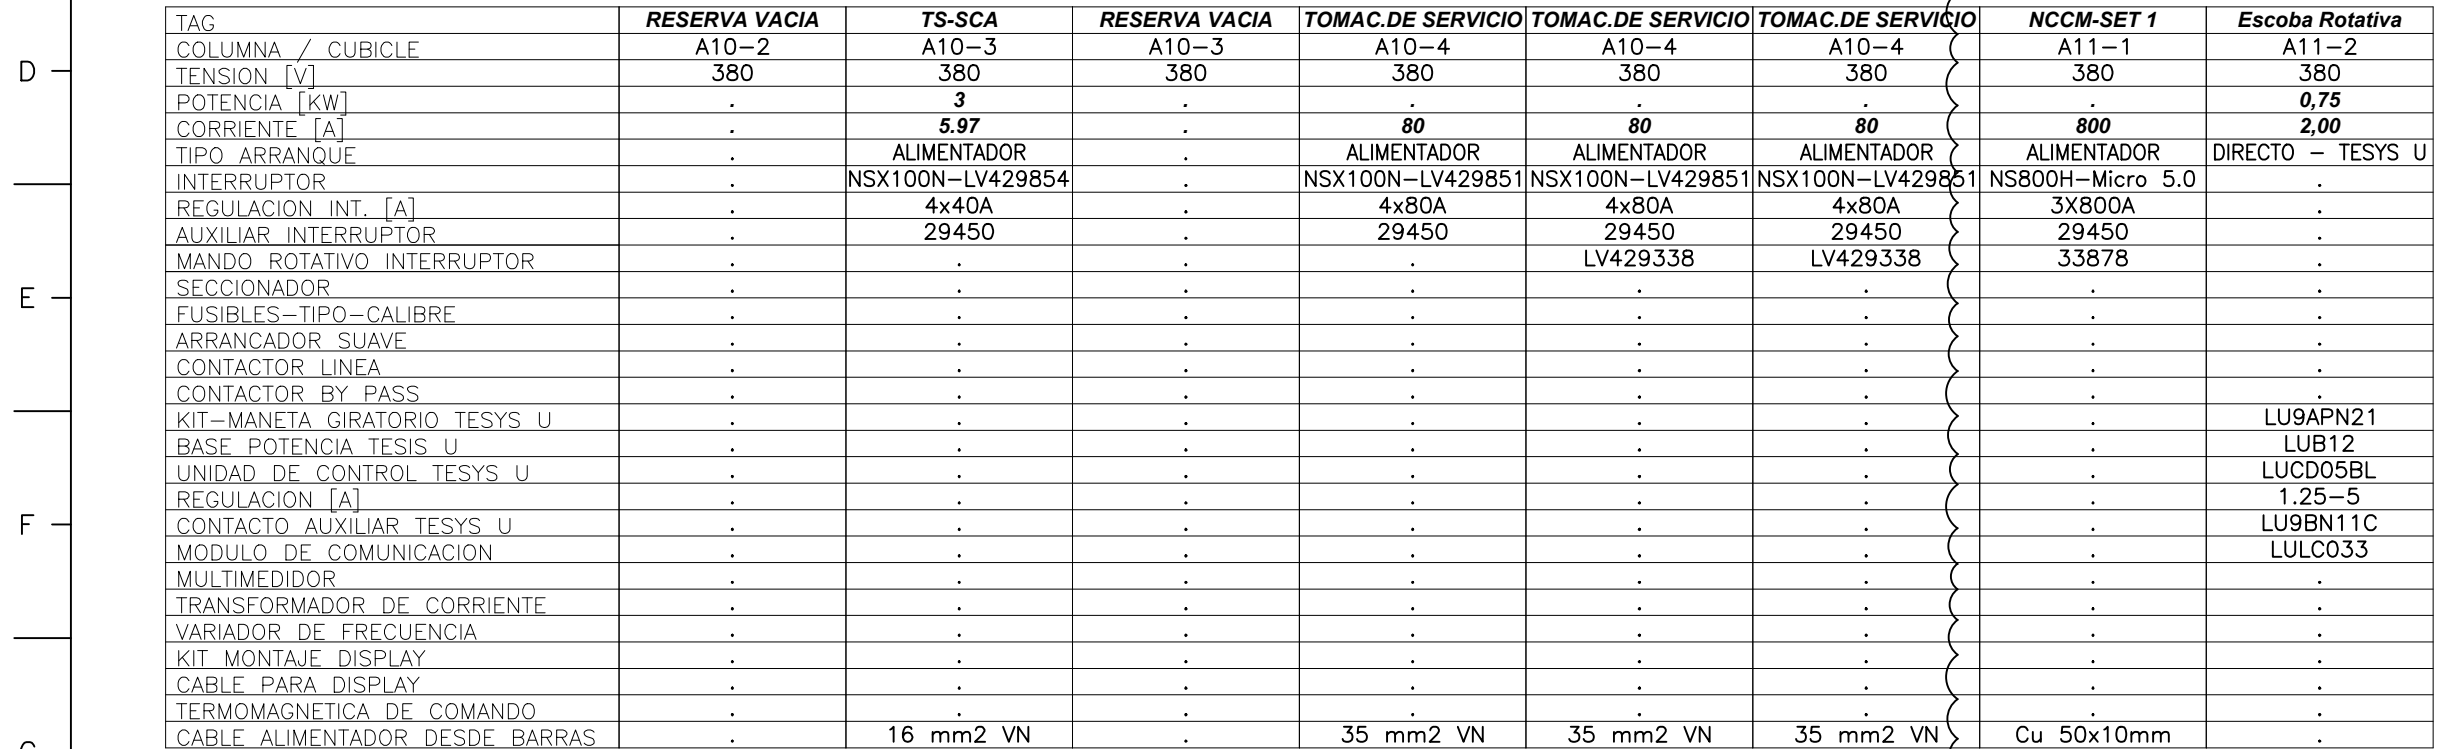 TAG RESERVA VACIA TS-SCA RESERVA VACIA TOMAC.DE SERVICIO TOMAC.DE SERVICIO TOMAC.DE SERVICIO NCCM-SET 1 Escoba Rotativa
COLUMNA / CUBICLE A10-2 A10-3 A10-3 A10-4 A10-4 A10-4 A11-1 A11-2
D
TENSION [V] 380 380 380 380 380 380 380 380
POTENCIA [KW] . 3 . . . . . 0,75
CORRIENTE [A] . 5.97 . 80 80 80 800 2,00
TIPO ARRANQUE . ALIMENTADOR . ALIMENTADOR ALIMENTADOR ALIMENTADOR ALIMENTADOR DIRECTO - TESYS U
INTERRUPTOR . NSX100N-LV429854 . NSX100N-LV429851 NSX100N-LV429851 NSX100N-LV429851 NS800H-Micro 5.0 .
REGULACION INT. [A] . 4x40A . 4x80A 4x80A 4x80A 3X800A .
AUXILIAR INTERRUPTOR . 29450 . 29450 29450 29450 29450 .
MANDO ROTATIVO INTERRUPTOR . . . . LV429338 LV429338 33878 .
E
SECCIONADOR . . . . . . . .
FUSIBLES-TIPO-CALIBRE . . . . . . . .
ARRANCADOR SUAVE . . . . . . . .
CONTACTOR LINEA . . . . . . . .
CONTACTOR BY PASS . . . . . . . .
KIT-MANETA GIRATORIO TESYS U . . . . . . . LU9APN21
BASE POTENCIA TESIS U . . . . . . . LUB12
UNIDAD DE CONTROL TESYS U . . . . . . . LUCD05BL
REGULACION [A] . . . . . . . 1.25-5
F
CONTACTO AUXILIAR TESYS U . . . . . . . LU9BN11C
MODULO DE COMUNICACION . . . . . . . LULC033
MULTIMEDIDOR . . . . . . . .
TRANSFORMADOR DE CORRIENTE . . . . . . . .
VARIADOR DE FRECUENCIA . . . . . . . .
KIT MONTAJE DISPLAY . . . . . . . .
CABLE PARA DISPLAY . . . . . . . .
TERMOMAGNETICA DE COMANDO . . . . . . . .
CABLE ALIMENTADOR DESDE BARRAS . 16 mm2 VN . 35 mm2 VN 35 mm2 VN 35 mm2 VN Cu 50x10mm .